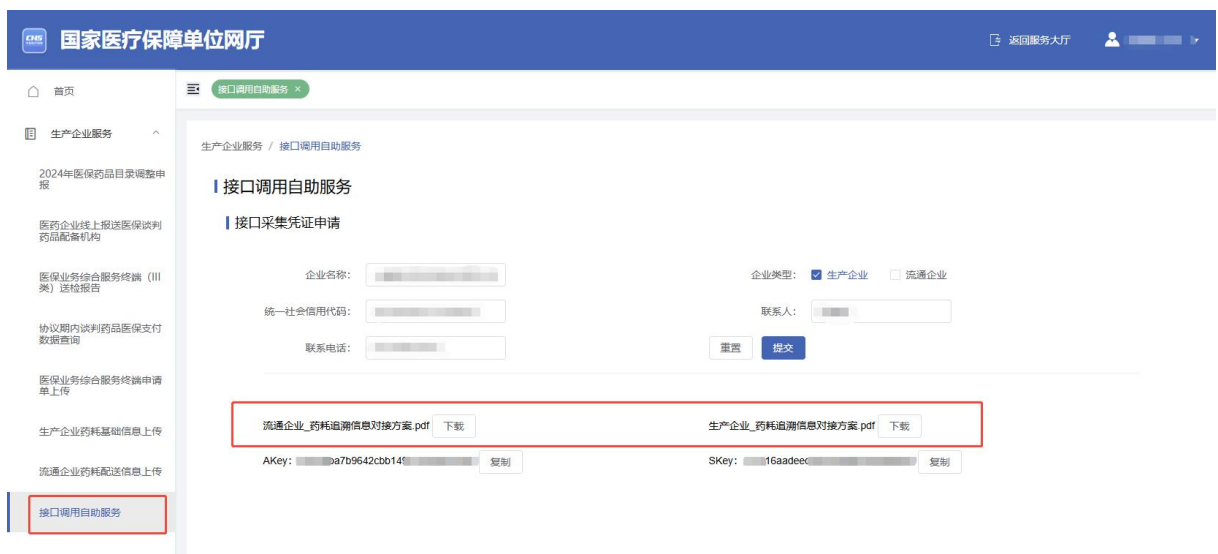 CHS
国家医疗保障单位网厅
返回服务大厅
首页
接口调用自助服务 ×
生产企业服务
生产企业服务 / 接口调用自助服务
2024年医保药品目录调整申
报
接口调用自助服务
医药企业线上报送医保谈判
药品配备机构
接口采集凭证申请
医保业务综合服务终端（III
类）送检报告
企业名称：
企业类型： 生产企业 流通企业
统一社会信用代码：
联系人：
协议期内谈判药品医保支付
数据查询
联系电话：
重置 提交
医保业务综合服务终端申请
单上传
生产企业药耗基础信息上传
流通企业_药耗追溯信息对接方案.pdf 下载
生产企业_药耗追溯信息对接方案.pdf 下载
流通企业药耗配送信息上传
AKey： a7b9642cbb14 复制
SKey： 16aadee 复制
接口调用自助服务